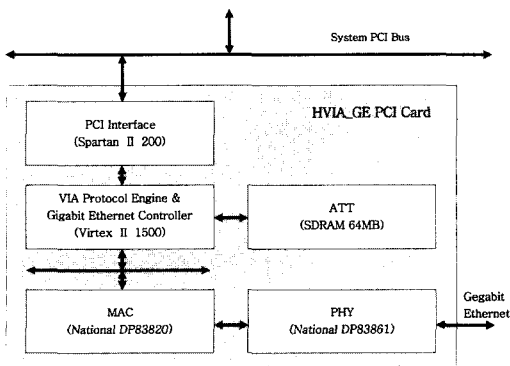 System PCI Bus
HVIA_GE PCI Card
PCI Interface
(Spartan II 200)
VIA Protocol Engine &
Gigabit Ethernet Controller
(Virtex II 1500)
ATT
(SDRAM 64MB)
MAC
(National DP83820)
PHY
(National DP83861)
Gegabit
Ethernet